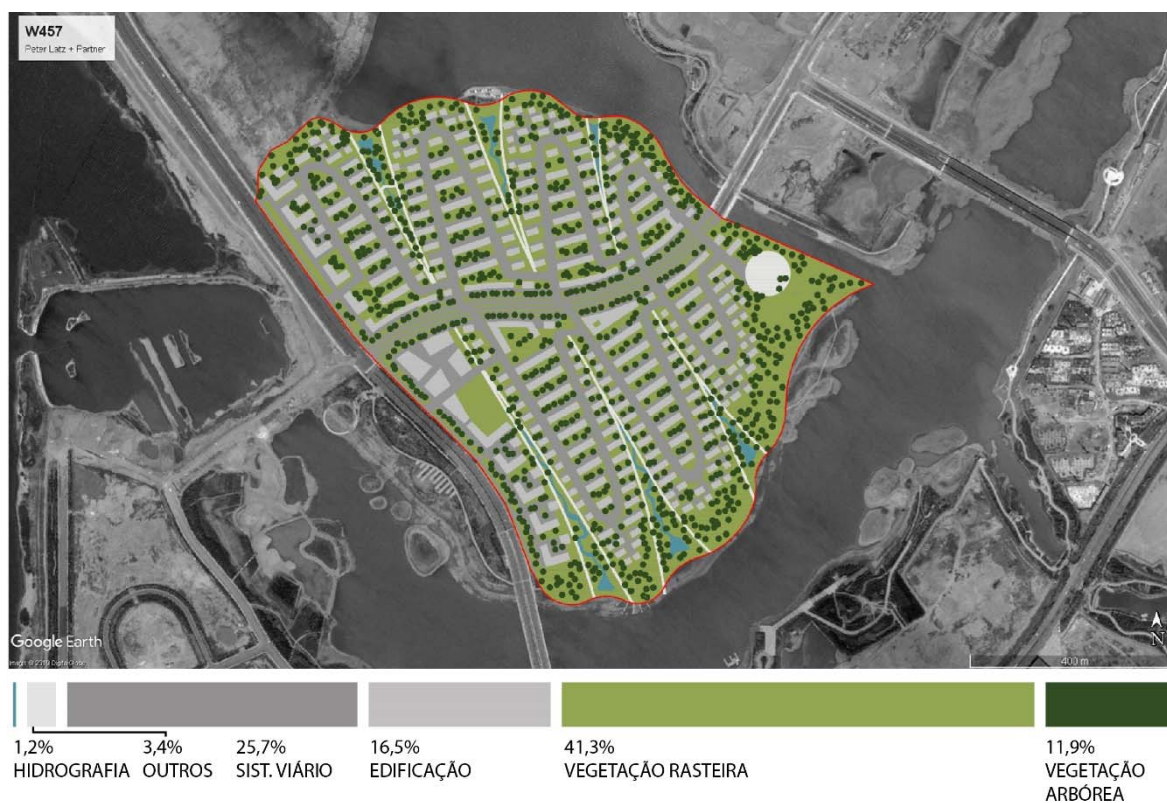 W457
Peter Latz + Partner
Google Earth
N
400 m
1,2%
HIDROGRAFIA
3,4%
OUTROS
25,7%
SIST. VIÁRIO
16,5%
EDIFICAÇÃO
41,3%
VEGETAÇÃO RASTEIRA
11,9%
VEGETAÇÃO
ARBÓREA